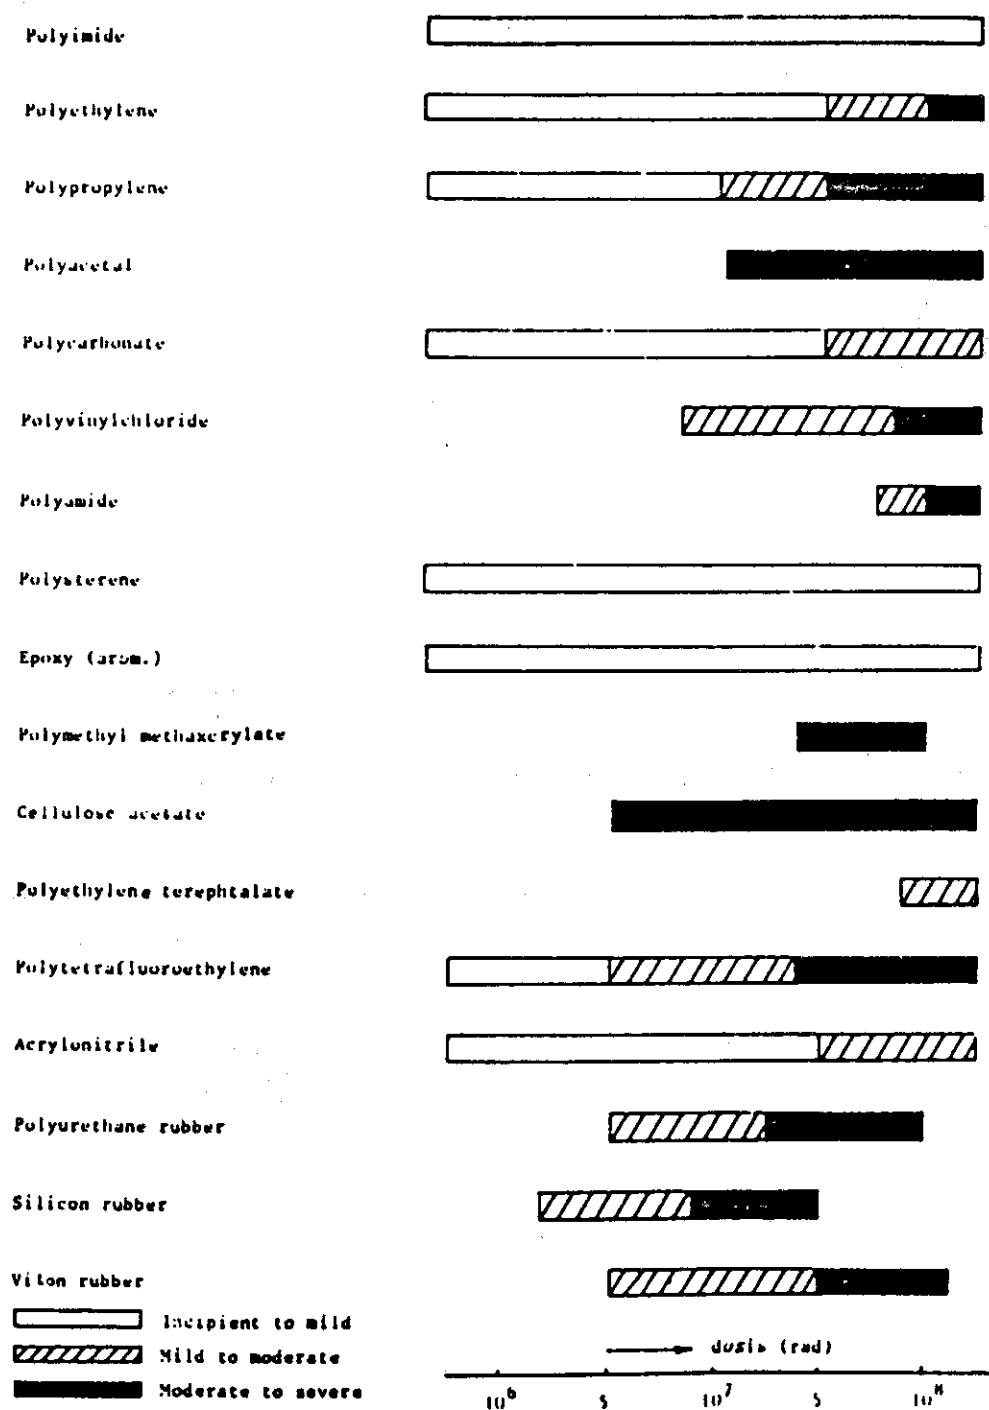 Polyimide
Polyethylene
Polypropylene
Polyacetal
Polycarbonate
Polyvinylchloride
Polyamide
Polysterene
Epoxy (arom.)
Polymethyl methaxcrylate
Cellulose acetate
Polyethylene terephtalate
Polytetrafluoroethylene
Acrylonitrile
Polyurethane rubber
Silicon rubber
Viton rubber
Incipient to mild
Mild to moderate
Moderate to severe
dosis (rad)
10⁶ 5 10⁷ 5 10⁸